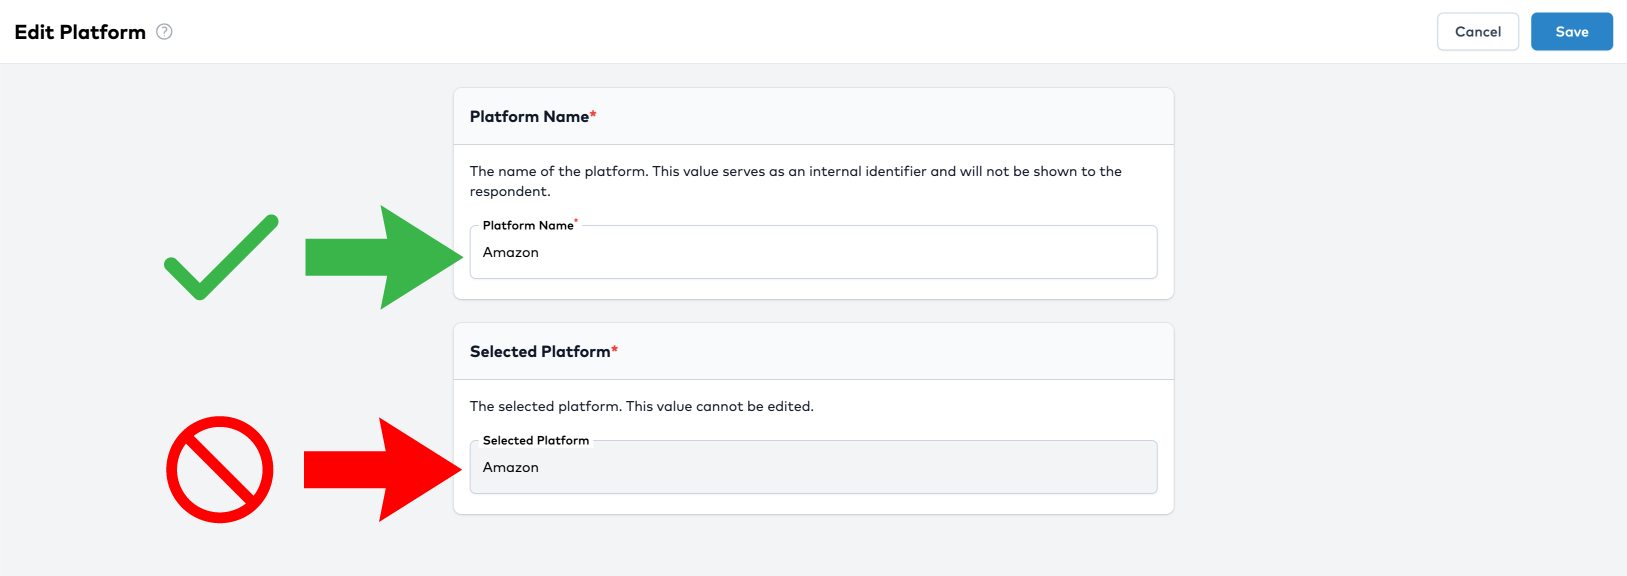 Edit Platform ?
Cancel
Save
Platform Name*
The name of the platform. This value serves as an internal identifier and will not be shown to the
respondent.
Platform Name*
Amazon
Selected Platform*
The selected platform. This value cannot be edited.
Selected Platform
Amazon